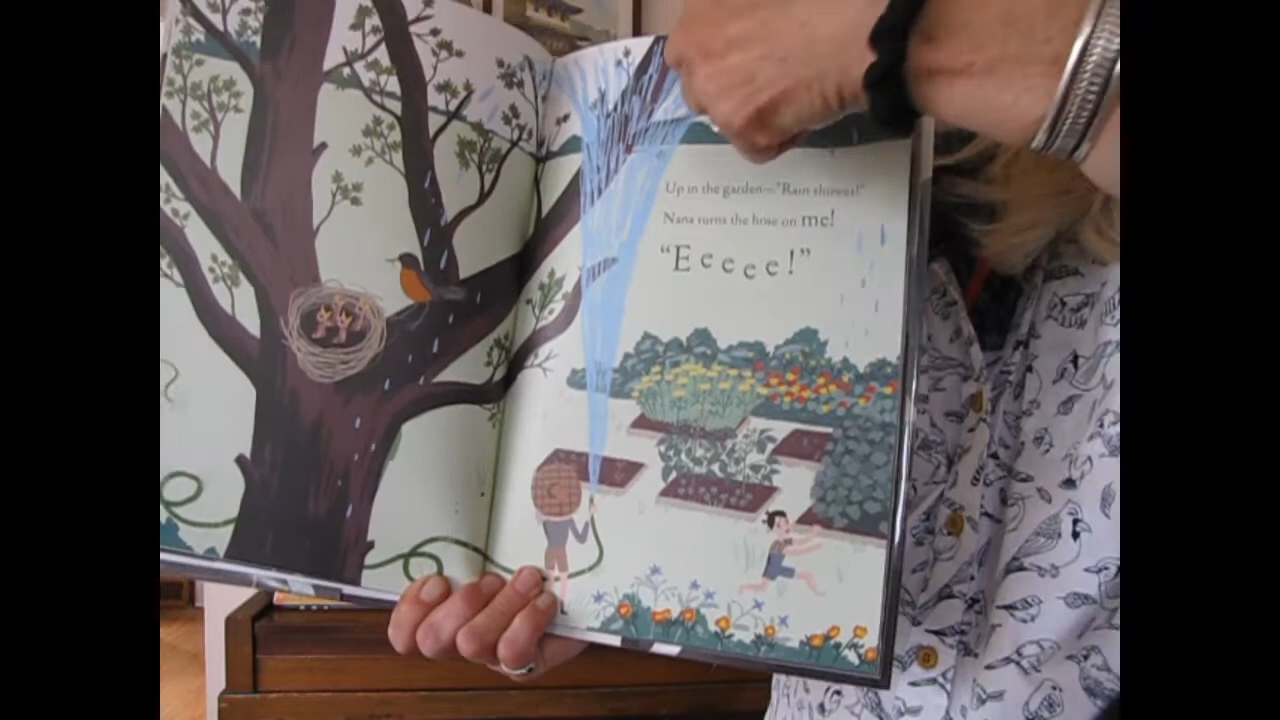 Up in the garden—"Rain shower!"
Nana turns the hose on me!
"Eeeee!"